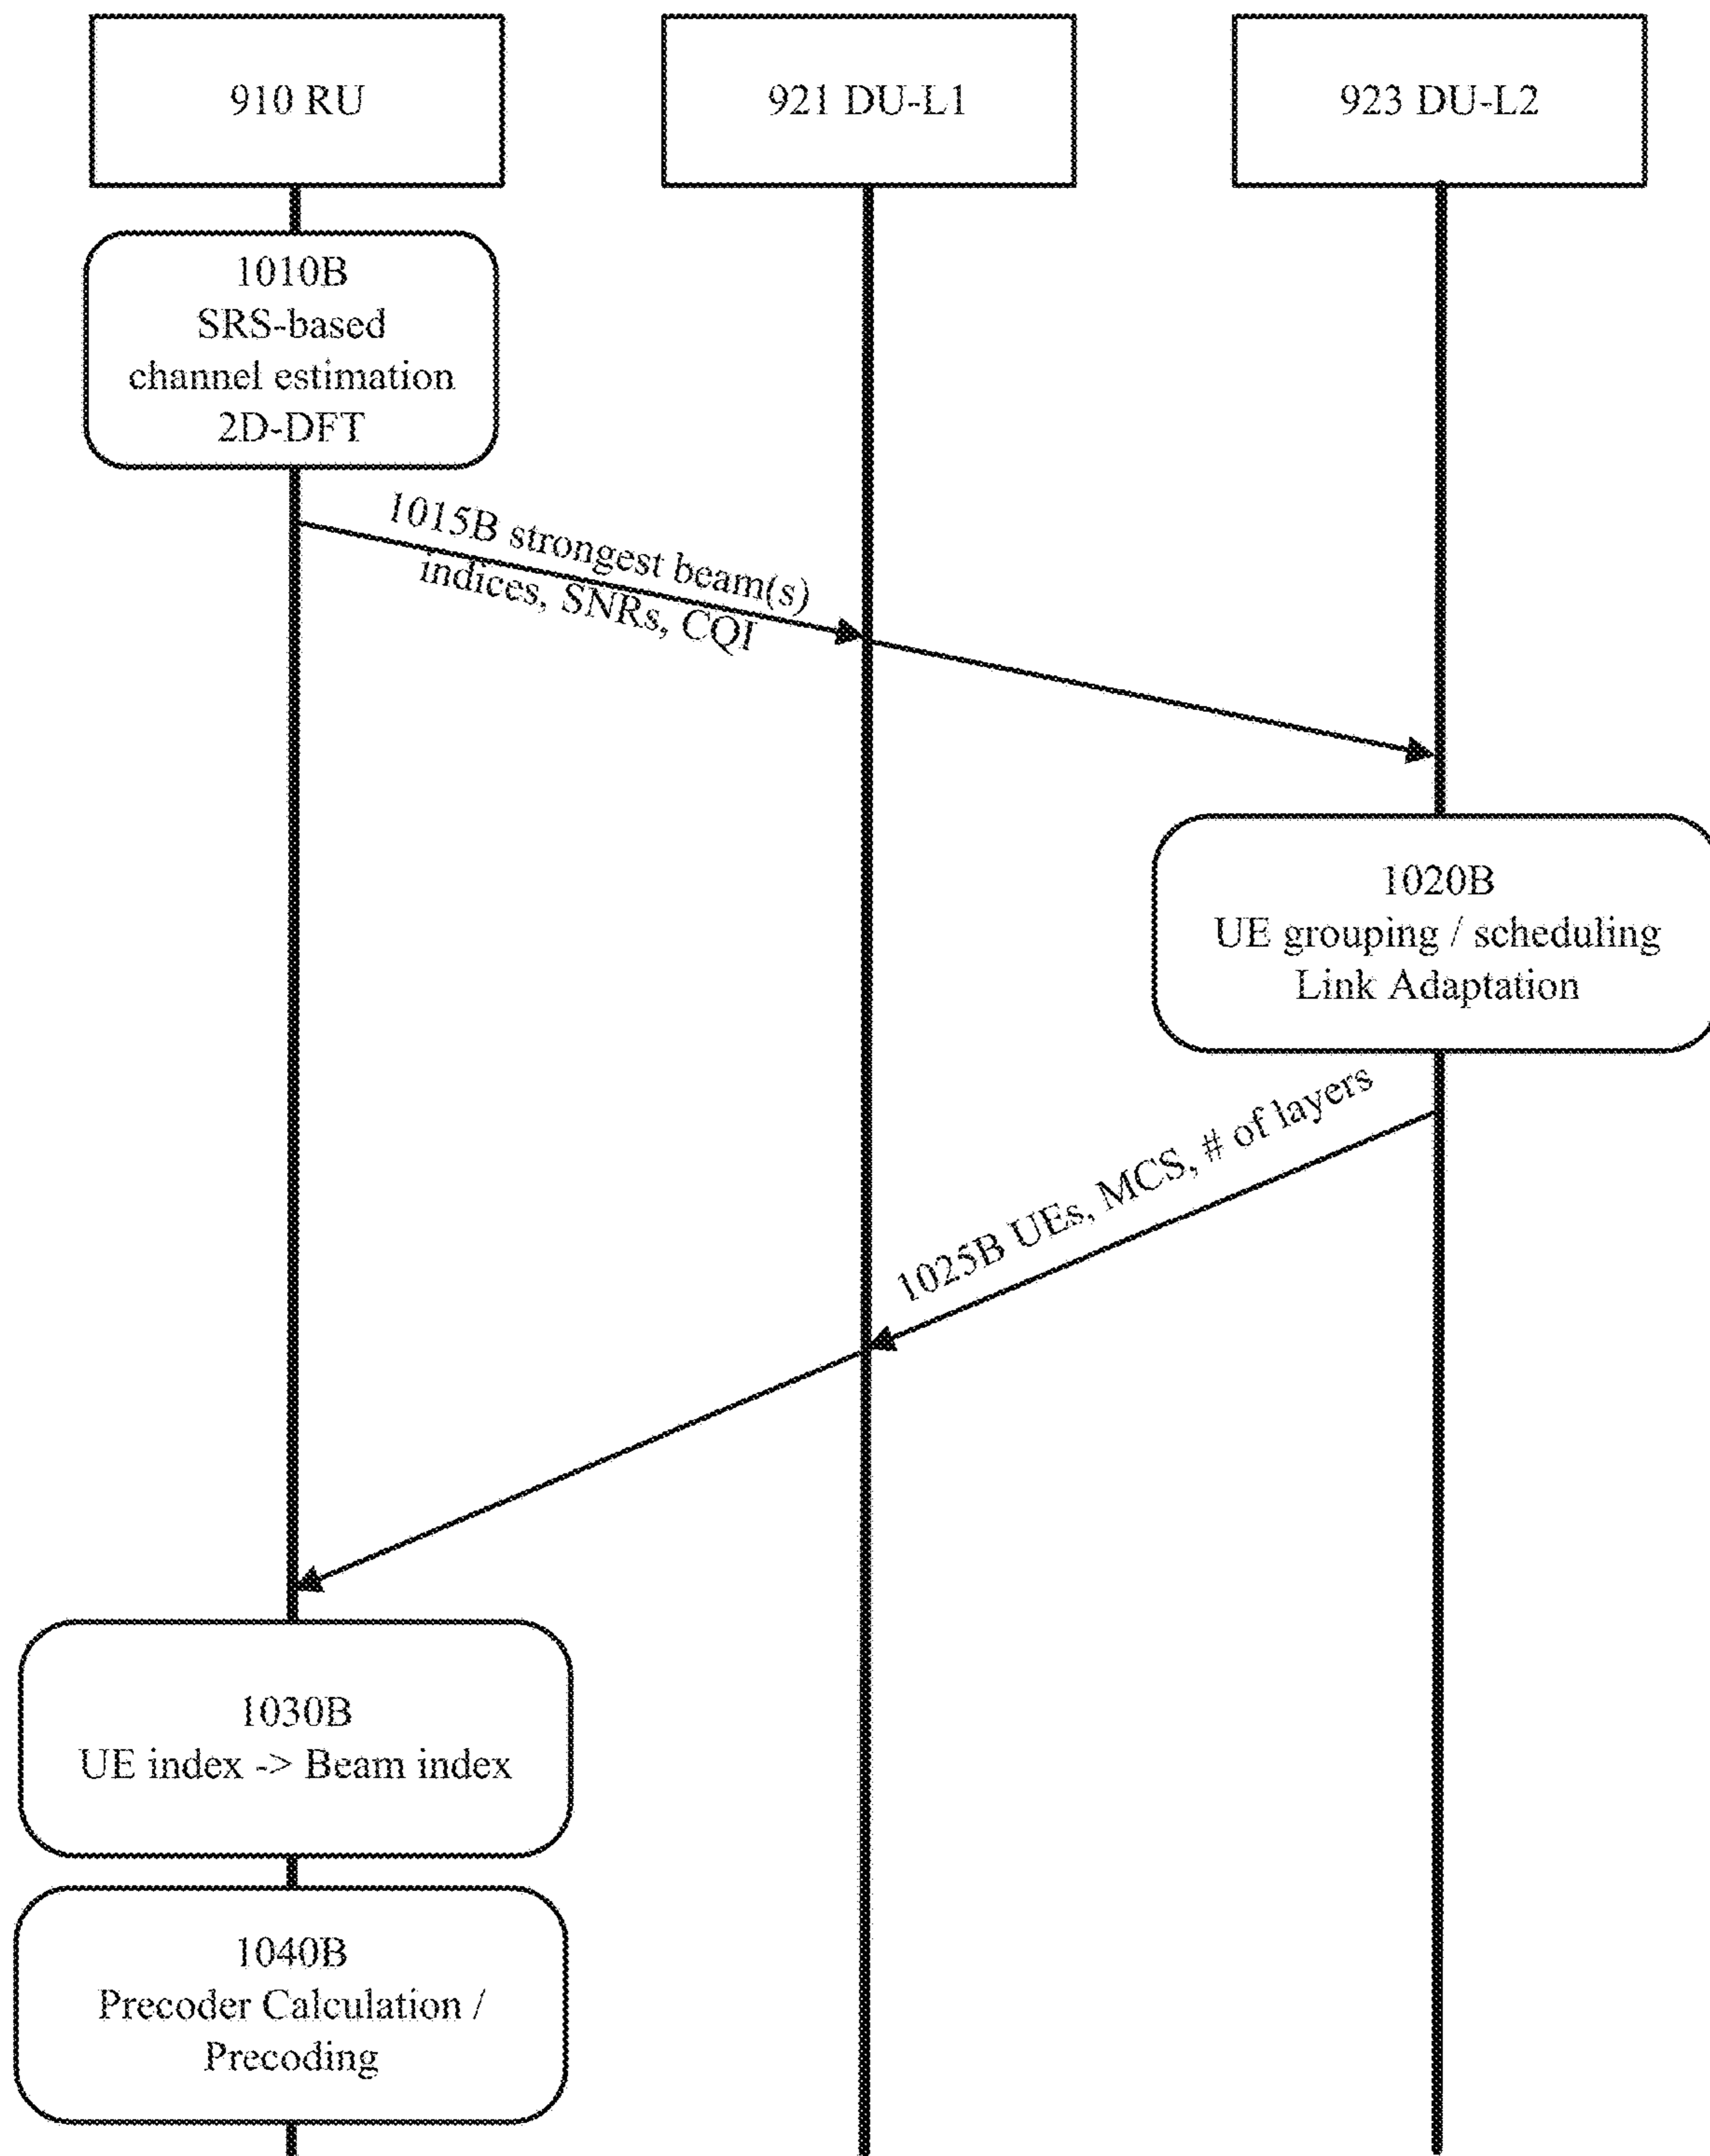 910 RU
921 DU-L1
923 DU-L2
1010B
SRS-based
channel estimation
2D-DFT
1015B strongest beam(s)
indices, SNRs, CQI
1020B
UE grouping / scheduling
Link Adaptation
1025B UEs, MCS, # of layers
1030B
UE index -> Beam index
1040B
Precoder Calculation /
Precoding